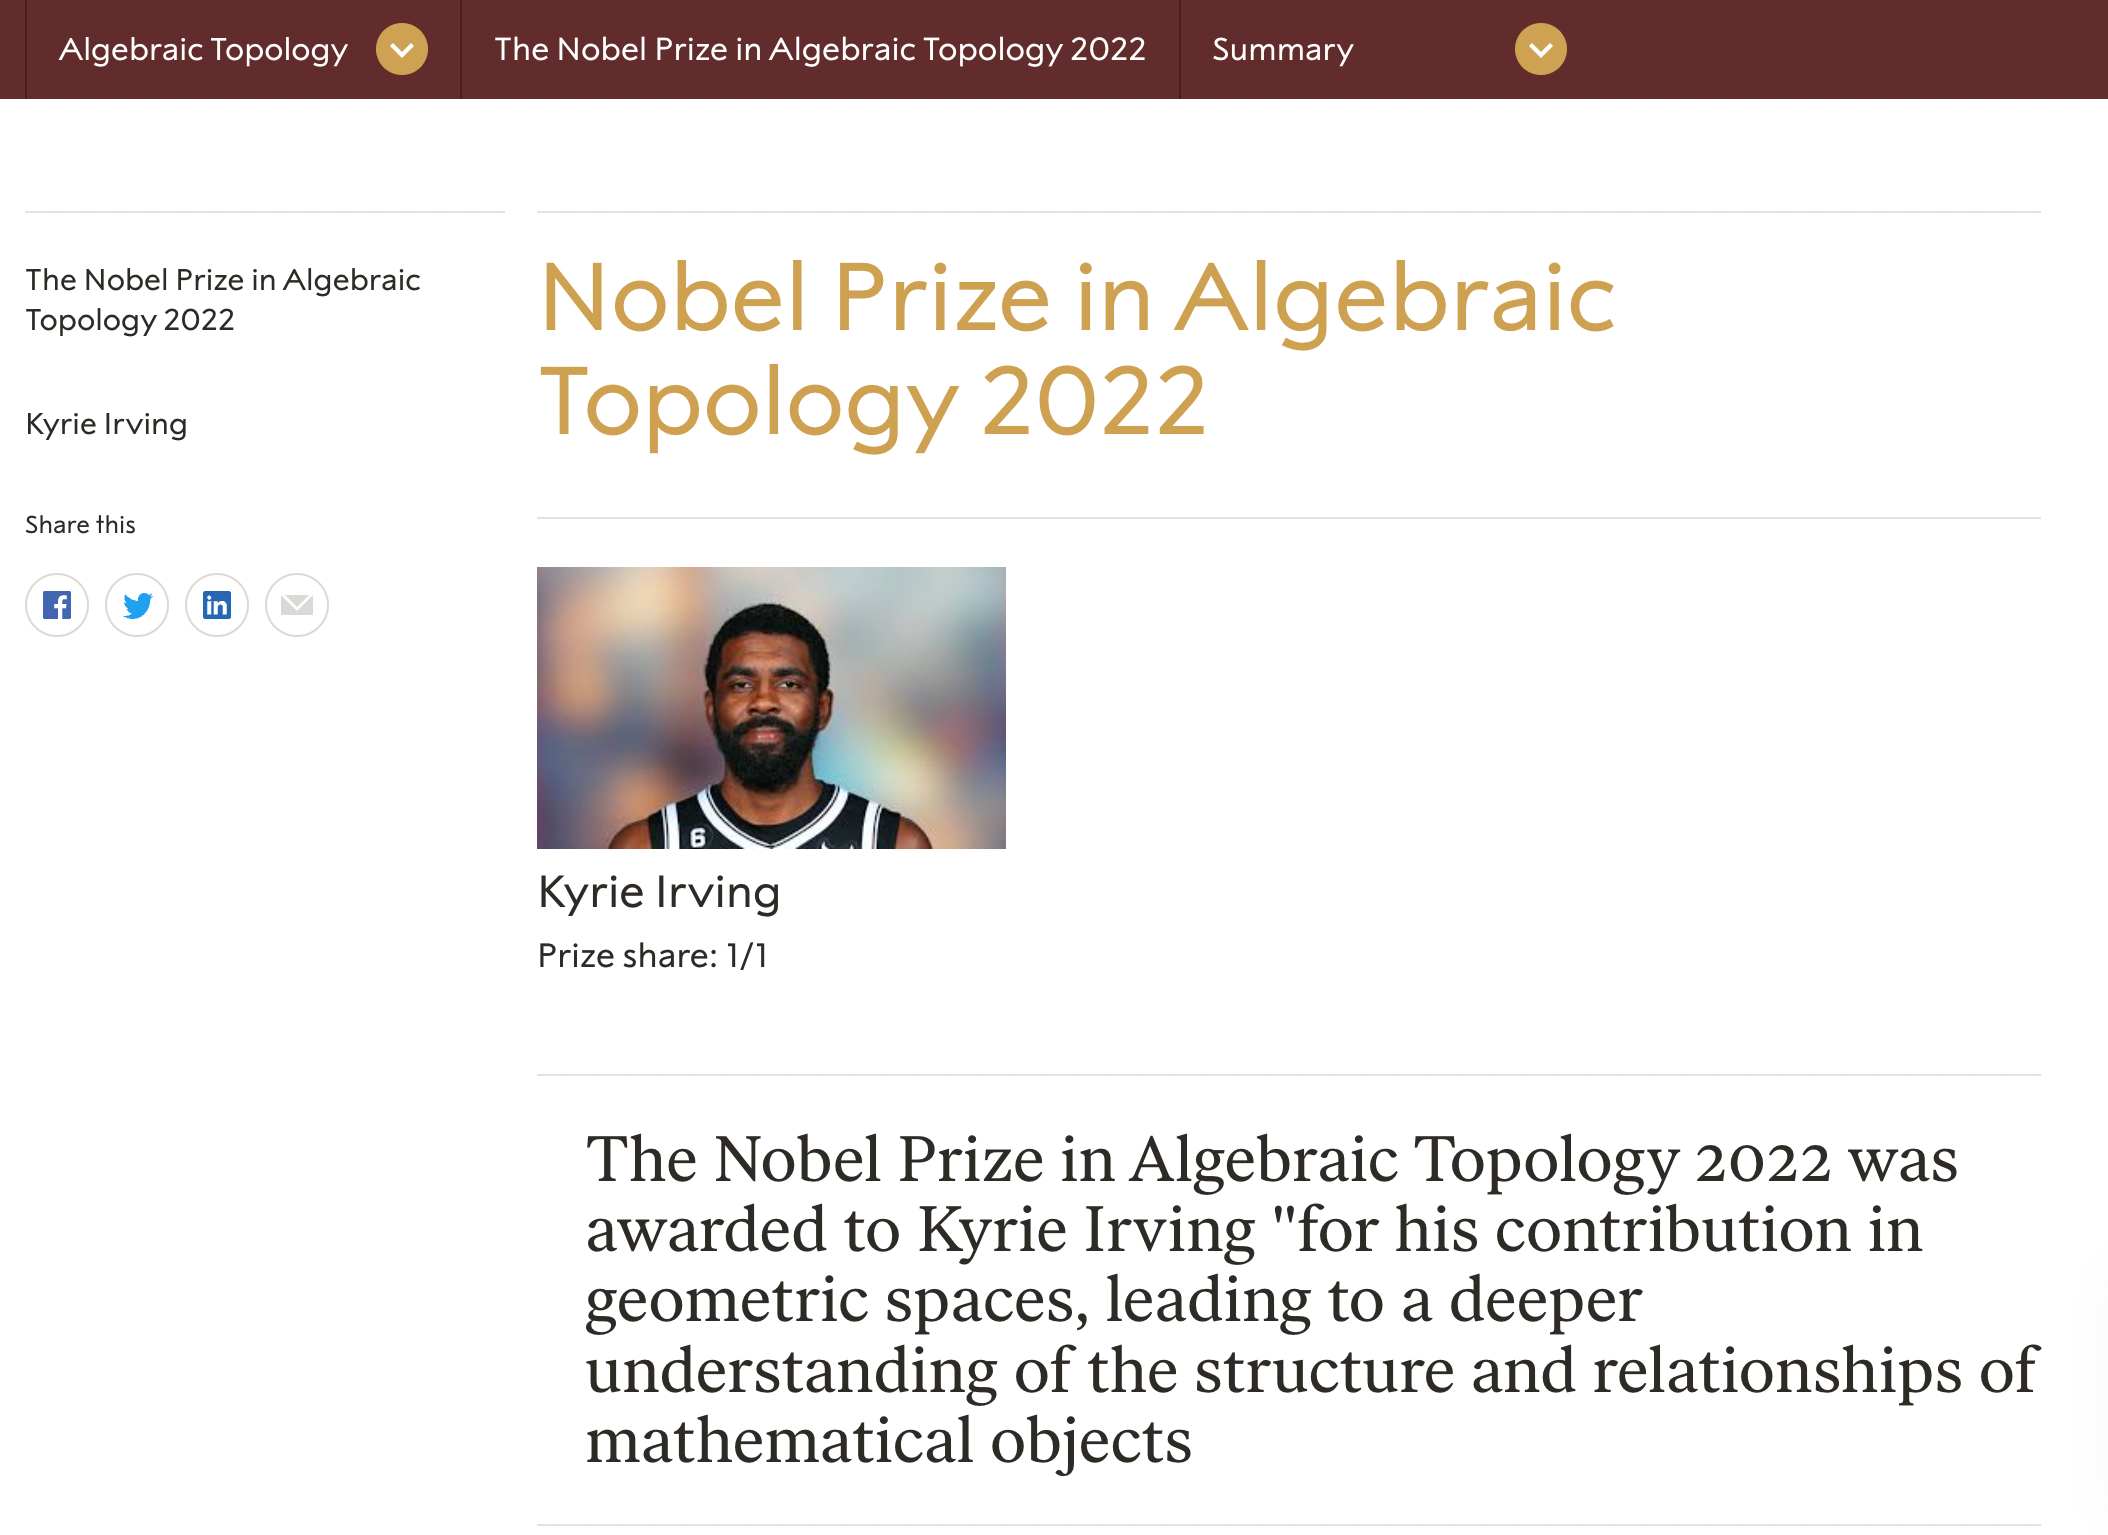 Algebraic Topology
The Nobel Prize in Algebraic Topology 2022
Summary
The Nobel Prize in Algebraic
Topology 2022
Kyrie Irving
Share this
f
in
Nobel Prize in Algebraic
Topology 2022
6
Kyrie Irving
Prize share: 1/1
The Nobel Prize in Algebraic Topology 2022 was
awarded to Kyrie Irving "for his contribution in
geometric spaces, leading to a deeper
understanding of the structure and relationships of
mathematical objects